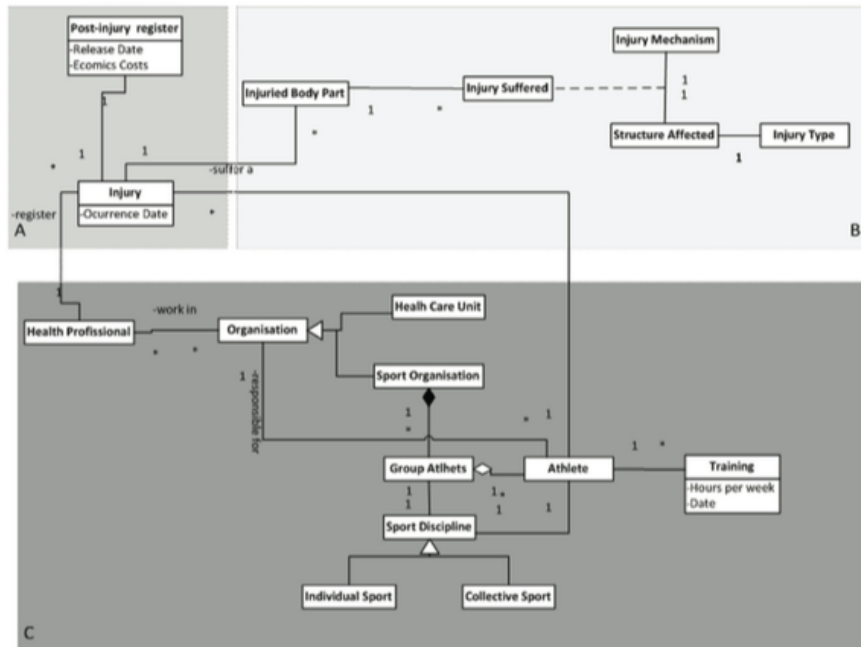 Post-injury register
-Release Date
-Ecomics Costs
1
1
*
Injury
-Ocurrence Date
1
-suffer a
*
*
-register
A
Injuried Body Part
1
*
Injury Suffered
Injury Mechanism
1
1
Structure Affected
1
Injury Type
B
1
Health Profissional
-work in
*
*
Organisation
Healh Care Unit
Sport Organisation
1
-responsible for
1
*
*
1
Group Atlhets
Athlete
1
*
Training
-Hours per week
-Date
1
1
1
*
1
1
Sport Discipline
Individual Sport
Collective Sport
C